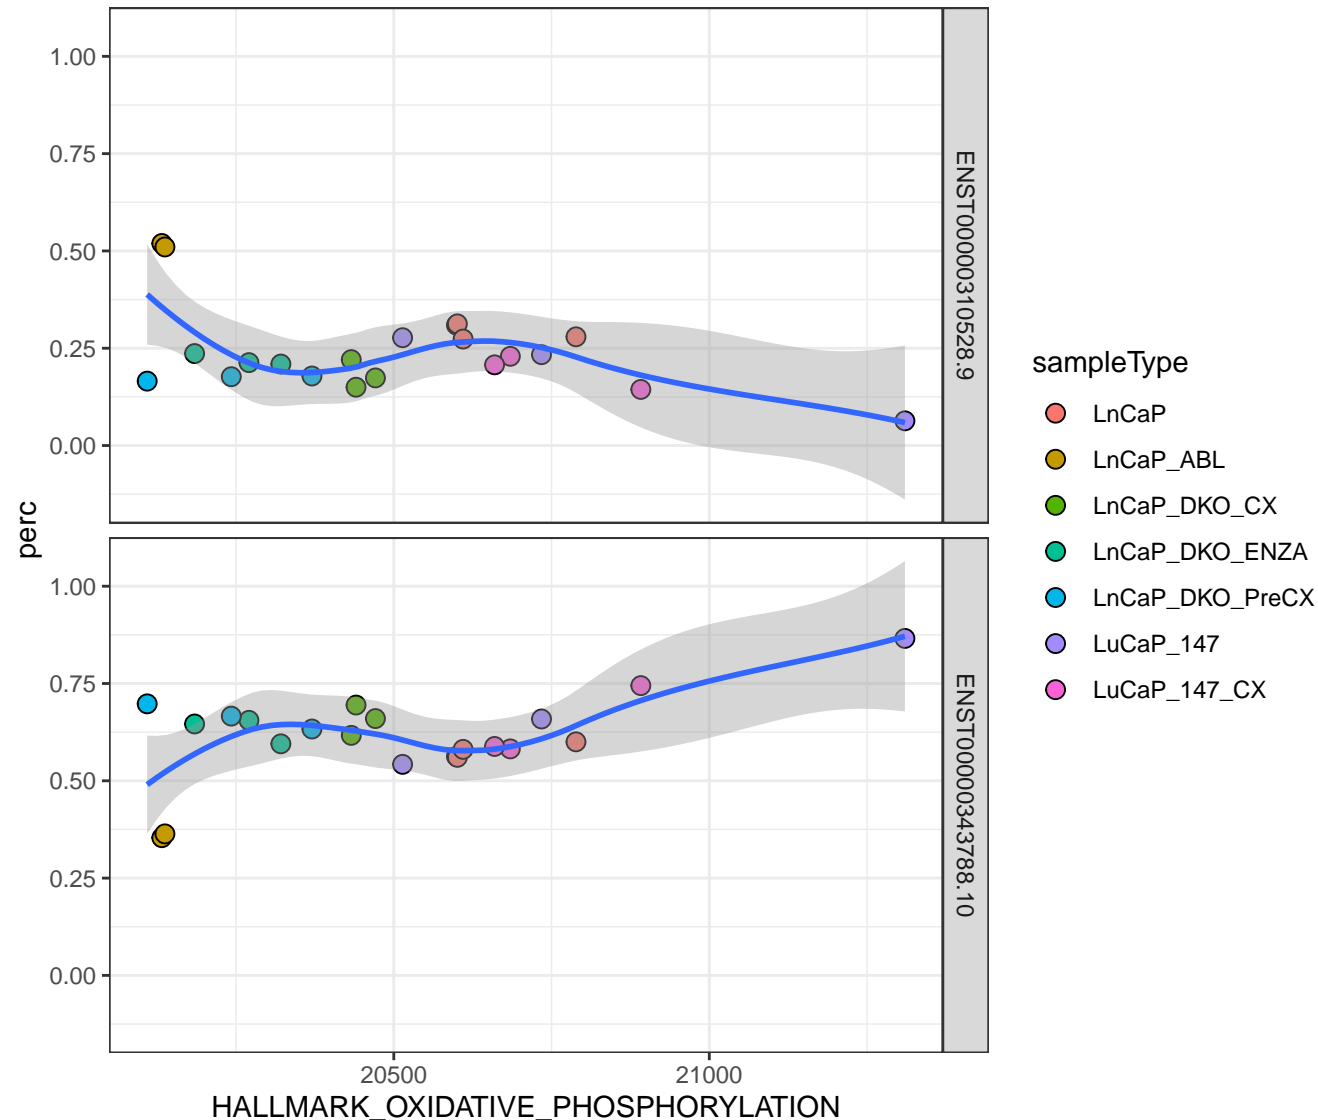 perc
1.00
0.75
0.50
0.25
0.00
ENST00000310528.9
1.00
0.75
0.50
0.25
0.00
ENST00000343788.10
20500
21000
HALLMARK_OXIDATIVE_PHOSPHORYLATION
sampleType
LnCaP
LnCaP_ABL
LnCaP_DKO_CX
LnCaP_DKO_ENZA
LnCaP_DKO_PreCX
LuCaP_147
LuCaP_147_CX